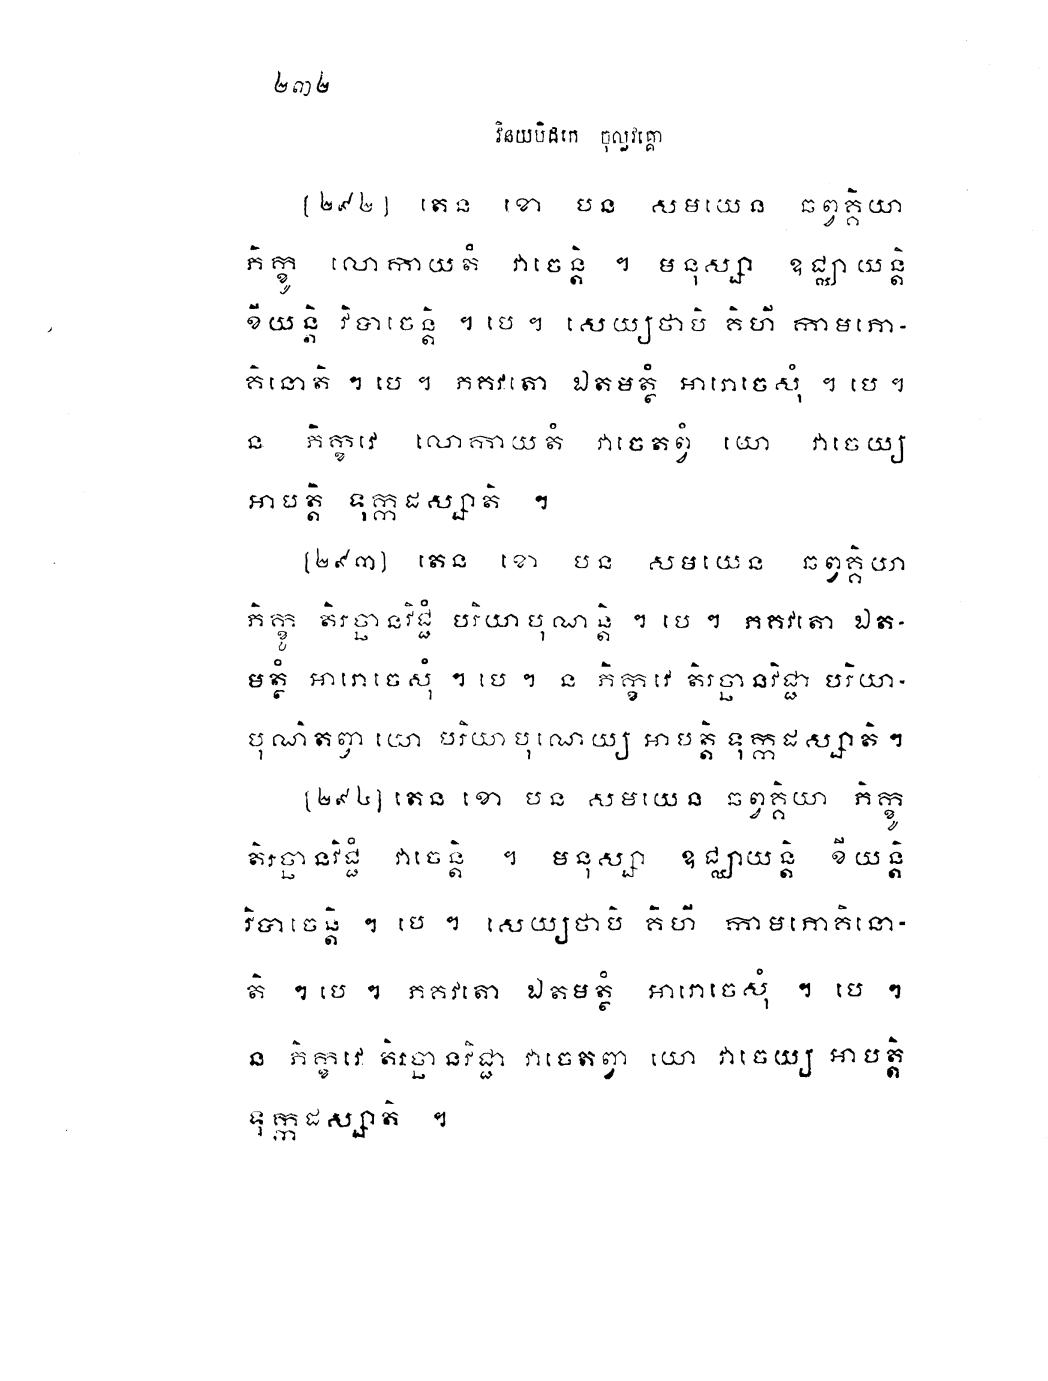 ២៣២
វិនយបិដកេ ចុល្លវគ្គោ
[២៩២] តេន ខោ បន សមយេន ឆព្វគ្គិយា
ភិក្ខូ លោកាយតំ វាចេន្តិ ។ មនុស្សា ឧជ្ឈាយន្តិ
ខីយន្តិ វិបាចេន្តិ ។ បេ ។ សេយ្យថាបិ គិហី កាមភោ-
គិនោតិ ។ បេ ។ ភគវតោ ឯតមត្ថំ អារោចេសុំ ។ បេ ។
ន ភិក្ខវេ លោកាយតំ វាចេតព្វំ យោ វាចេយ្យ
អាបត្តិ ទុក្កដស្សាតិ ។
[២៩៣] តេន ខោ បន សមយេន ឆព្វគ្គិយា
ភិក្ខូ តិរច្ឆានវិជ្ជំ បរិយាបុណន្តិ ។ បេ ។ ភគវតោ ឯត-
មត្ថំ អារោចេសុំ ។ បេ ។ ន ភិក្ខវេ តិរច្ឆានវិជ្ជា បរិយា-
បុណិតព្វា យោ បរិយាបុណេយ្យ អាបត្តិ ទុក្កដស្សាតិ ។
[២៩៤] តេន ខោ បន សមយេន ឆព្វគ្គិយា ភិក្ខូ
តិរច្ឆានវិជ្ជំ វាចេន្តិ ។ មនុស្សា ឧជ្ឈាយន្តិ ខីយន្តិ
វិបាចេន្តិ ។ បេ ។ សេយ្យថាបិ គិហី កាមភោគិនោ-
តិ ។ បេ ។ ភគវតោ ឯតមត្ថំ អារោចេសុំ ។ បេ ។
ន ភិក្ខវេ តិរច្ឆានវិជ្ជា វាចេតព្វា យោ វាចេយ្យ អាបត្តិ
ទុក្កដស្សាតិ ។